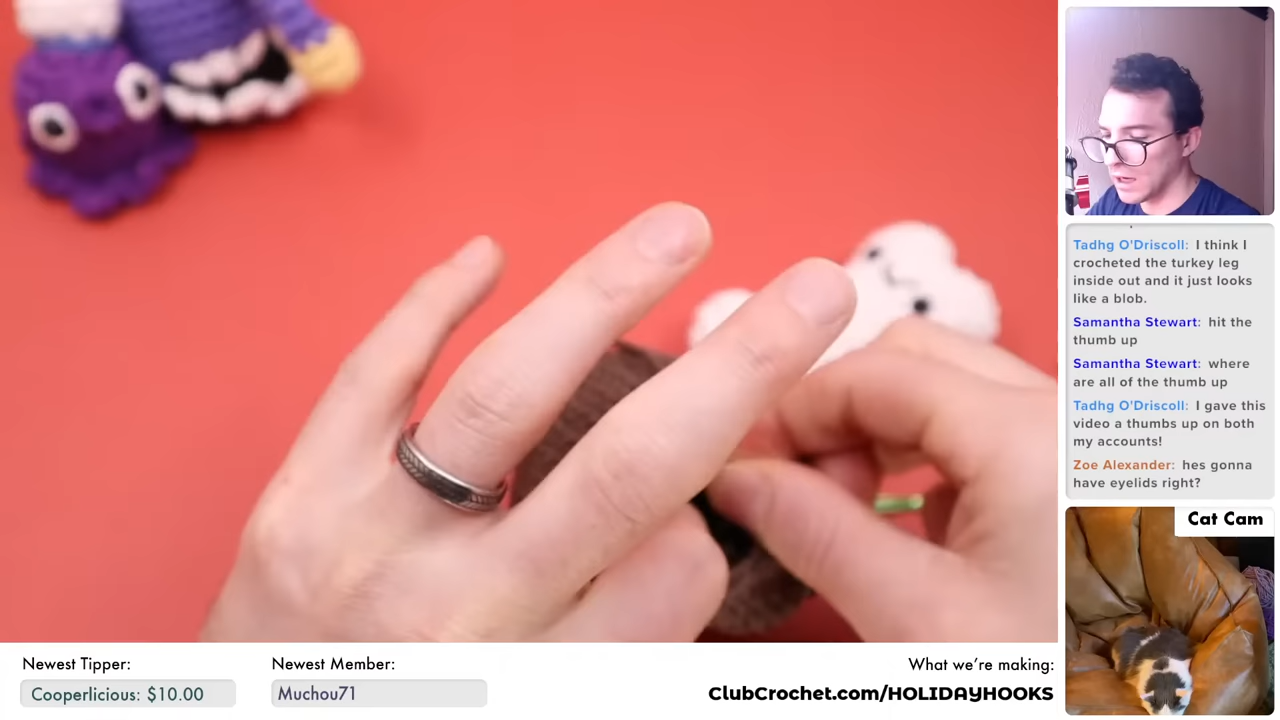 Tadhg O'Driscoll: I think I
crocheted the turkey leg
inside out and it just looks
like a blob.
Samantha Stewart: hit the
thumb up
Samantha Stewart: where
are all of the thumb up
Tadhg O'Driscoll: I gave this
video a thumbs up on both
my accounts!
Zoe Alexander: hes gonna
have eyelids right?
Cat Cam
Newest Tipper:
Cooperlicious: $10.00
Newest Member:
Muchou71
What we're making:
ClubCrochet.com/HOLIDAYHOOKS